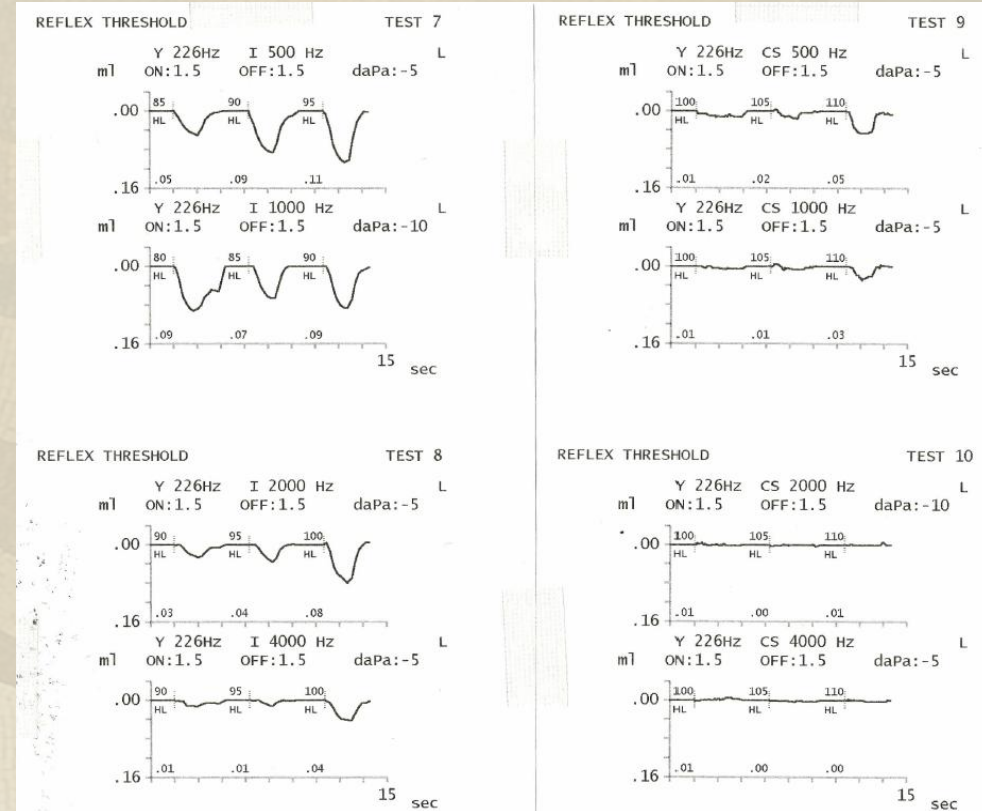 REFLEX THRESHOLD TEST 7
Y 226Hz I 500 Hz L
ml ON:1.5 OFF:1.5 daPa:-5
85 90 95
.00 HL HL HL
.05 .09 .11
.16
Y 226Hz I 1000 Hz L
ml ON:1.5 OFF:1.5 daPa:-10
80 85 90
.00 HL HL HL
.09 .07 .09
.16
15
sec
REFLEX THRESHOLD TEST 8
Y 226Hz I 2000 Hz L
ml ON:1.5 OFF:1.5 daPa:-5
90 95 100
.00 HL HL HL
.03 .04 .08
.16
Y 226Hz I 4000 Hz L
ml ON:1.5 OFF:1.5 daPa:-5
90 95 100
.00 HL HL HL
.01 .01 .04
.16
15
sec
REFLEX THRESHOLD TEST 9
Y 226Hz CS 500 Hz L
ml ON:1.5 OFF:1.5 daPa:-5
100 105 110
.00 HL HL HL
.01 .02 .05
.16
Y 226Hz CS 1000 Hz L
ml ON:1.5 OFF:1.5 daPa:-5
100 105 110
.00 HL HL HL
.01 .01 .03
.16
15
sec
REFLEX THRESHOLD TEST 10
Y 226Hz CS 2000 Hz L
ml ON:1.5 OFF:1.5 daPa:-10
100 105 110
.00 HL HL HL
.01 .00 .01
.16
Y 226Hz CS 4000 Hz L
ml ON:1.5 OFF:1.5 daPa:-5
100 105 110
.00 HL HL HL
.01 .00 .00
.16
15
sec